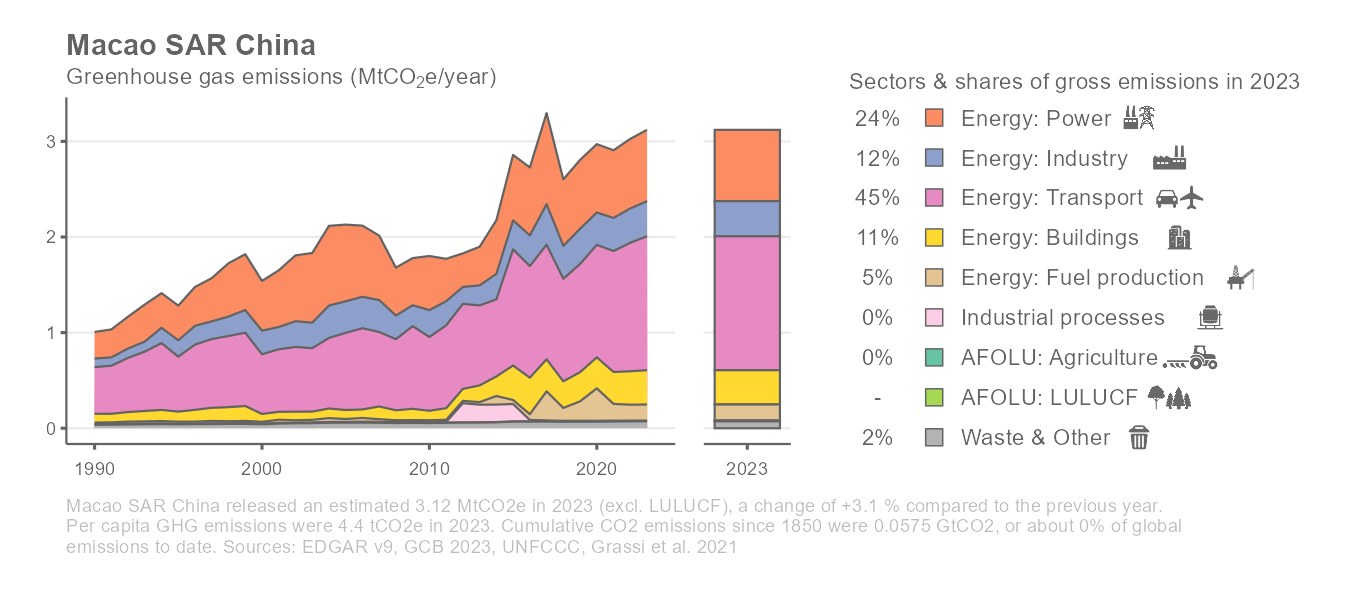 Macao SAR China
Greenhouse gas emissions (MtCO₂e/year)
Sectors & shares of gross emissions in 2023
24% Energy: Power
12% Energy: Industry
45% Energy: Transport
11% Energy: Buildings
5% Energy: Fuel production
0% Industrial processes
0% AFOLU: Agriculture
- AFOLU: LULUCF
2% Waste & Other
3
2
1
0
1990 2000 2010 2020 2023
Macao SAR China released an estimated 3.12 MtCO2e in 2023 (excl. LULUCF), a change of +3.1 % compared to the previous year.
Per capita GHG emissions were 4.4 tCO2e in 2023. Cumulative CO2 emissions since 1850 were 0.0575 GtCO2, or about 0% of global
emissions to date. Sources: EDGAR v9, GCB 2023, UNFCCC, Grassi et al. 2021